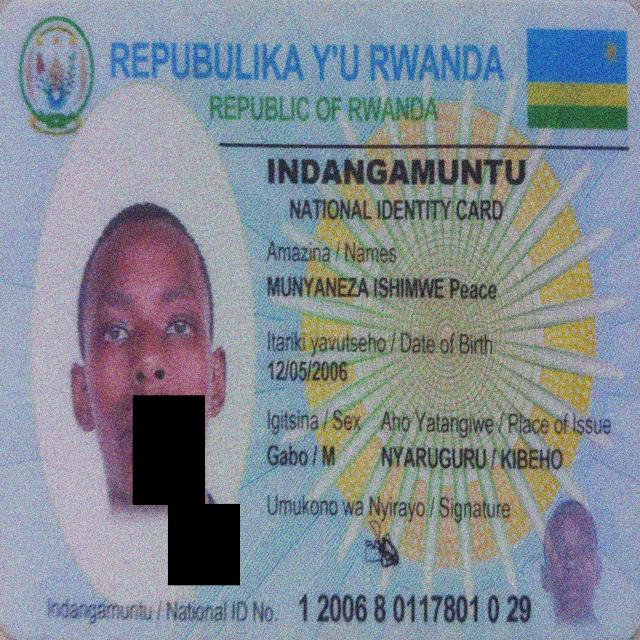 REPUBULIKA Y'U RWANDA
REPUBLIC OF RWANDA
INDANGAMUNTU
NATIONAL IDENTITY CARD
Amazina / Names
MUNYANEZA ISHIMWE Peace
Itariki yavutseho / Date of Birth
12/05/2006
Igitsina / Sex Aho Yatangiwe / Place of Issue
Gabo / M NYARUGURU / KIBEHO
Umukono wa Nyirayo / Signature
Indangamuntu / National ID No. 1 2006 8 0117801 0 29